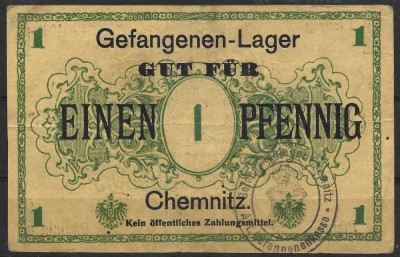 1 1
Gefangenen-Lager
GUT FÜR
EINEN 1 PFENNIG
Chemnitz.
1 1
Kein öffentliches Zahlungsmittel.